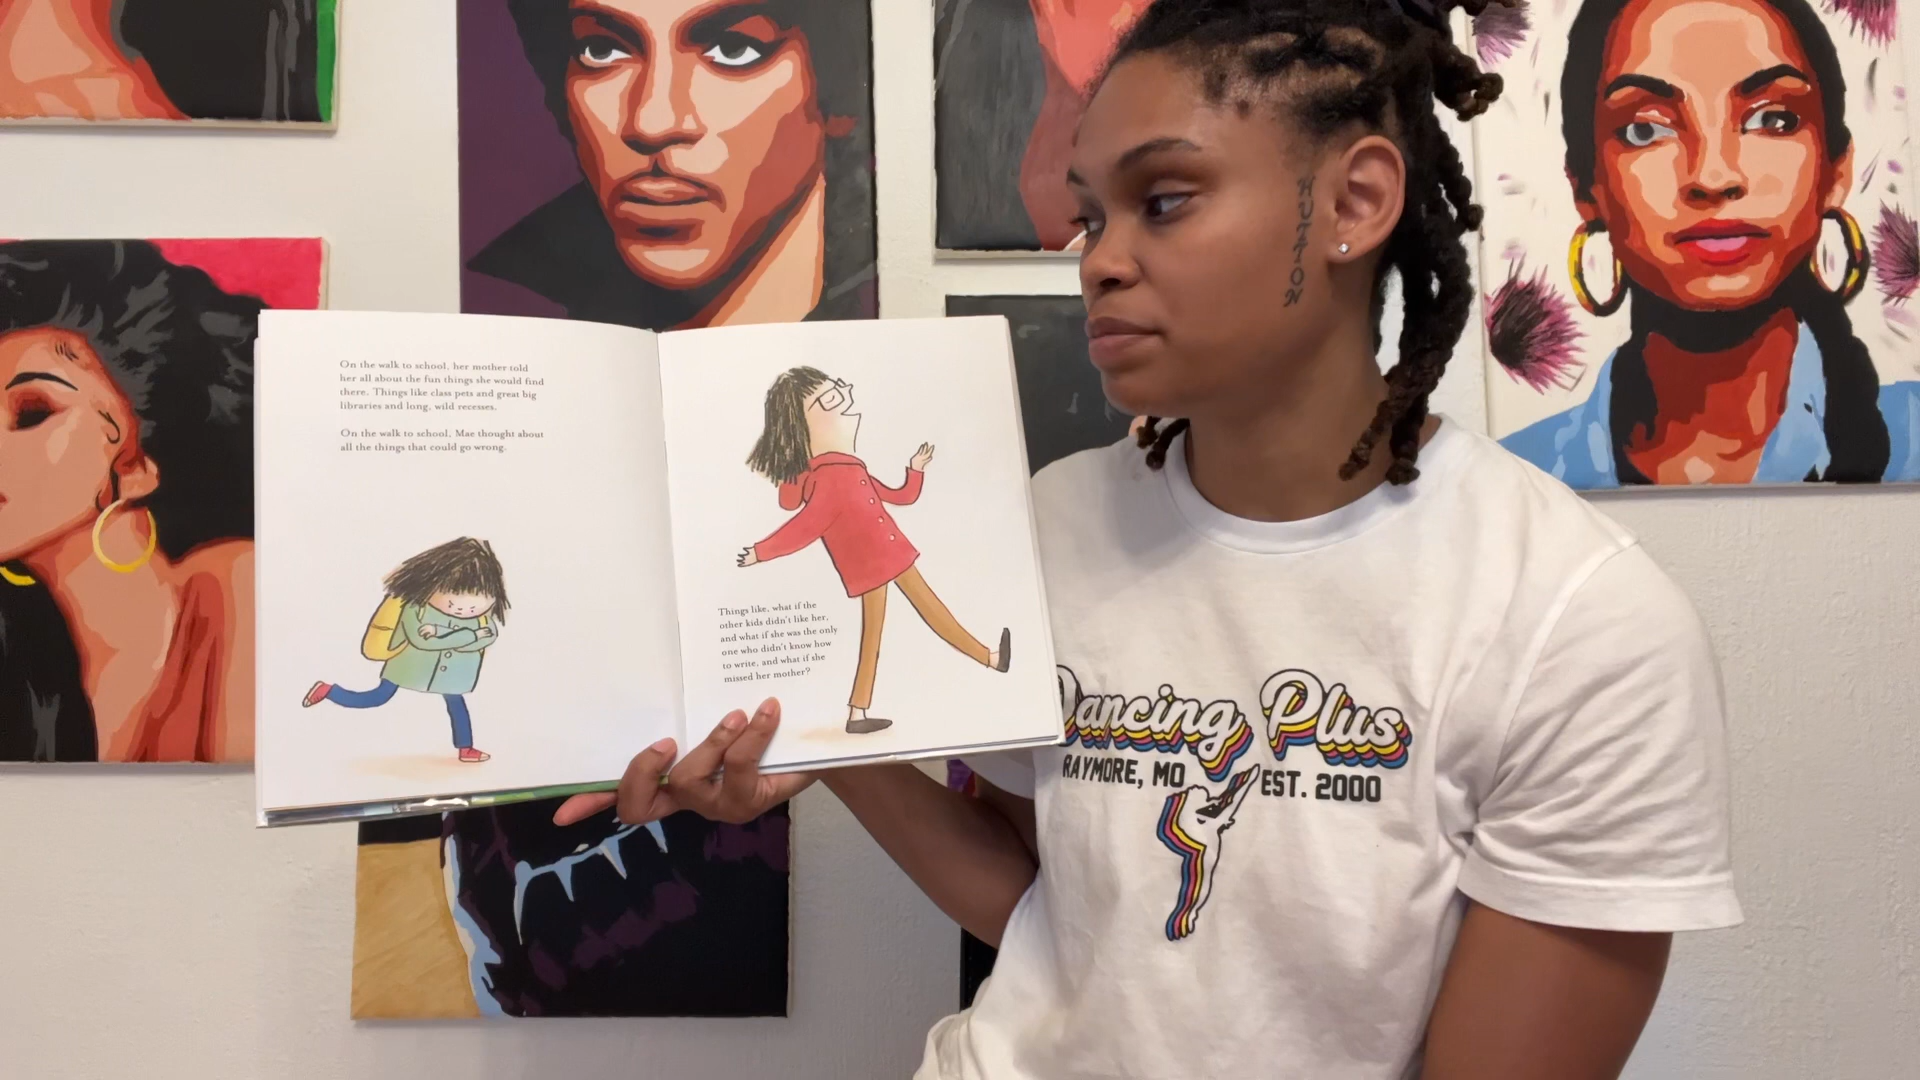 On the walk to school, her mother told
her all about the fun things she would find
there. Things like class pets and great big
libraries and long, wild recesses.
On the walk to school, Mae thought about
all the things that could go wrong.
Things like, what if the
other kids didn't like her,
and what if she was the only
one who didn't know how
to write, and what if she
missed her mother?
HUTTON
Dancing Plus
RAYMORE, MO EST. 2000